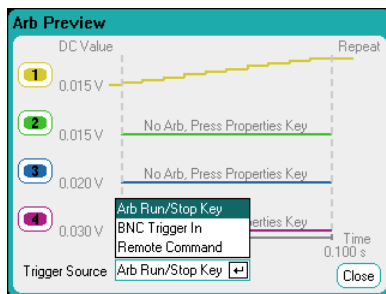 Arb Preview
DC Value Repeat
1 0.015 V
2 0.015 V No Arb, Press Properties Key
3 0.020 V No Arb, Press Properties Key
4 0.030 V perties Key
Arb Run/Stop Key
BNC Trigger In
Remote Command
Time
0.100 s
Trigger Source Arb Run/Stop Key Close